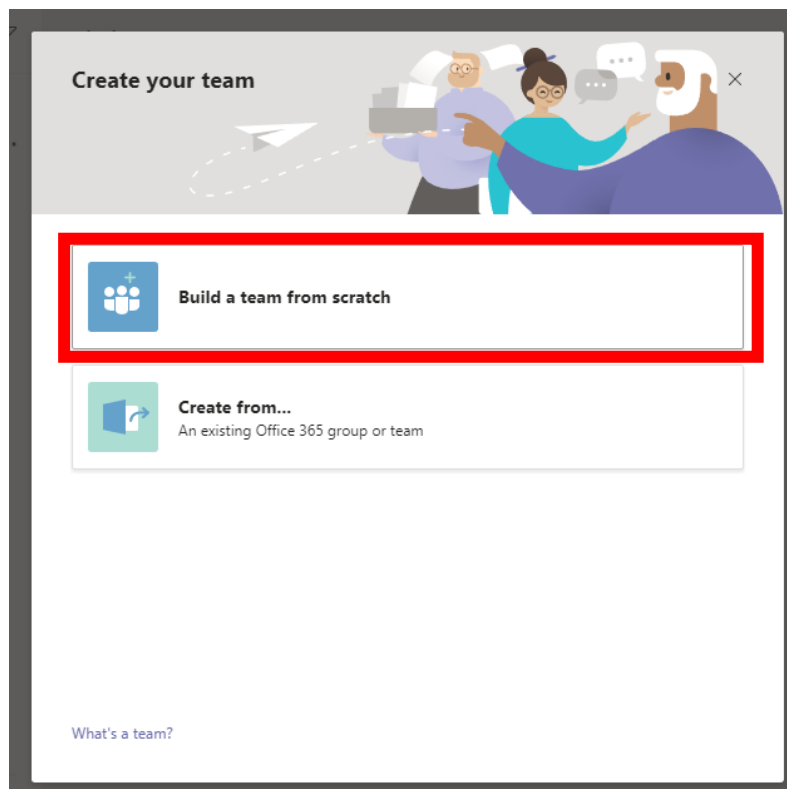 Create your team
Build a team from scratch
Create from...
An existing Office 365 group or team
What's a team?